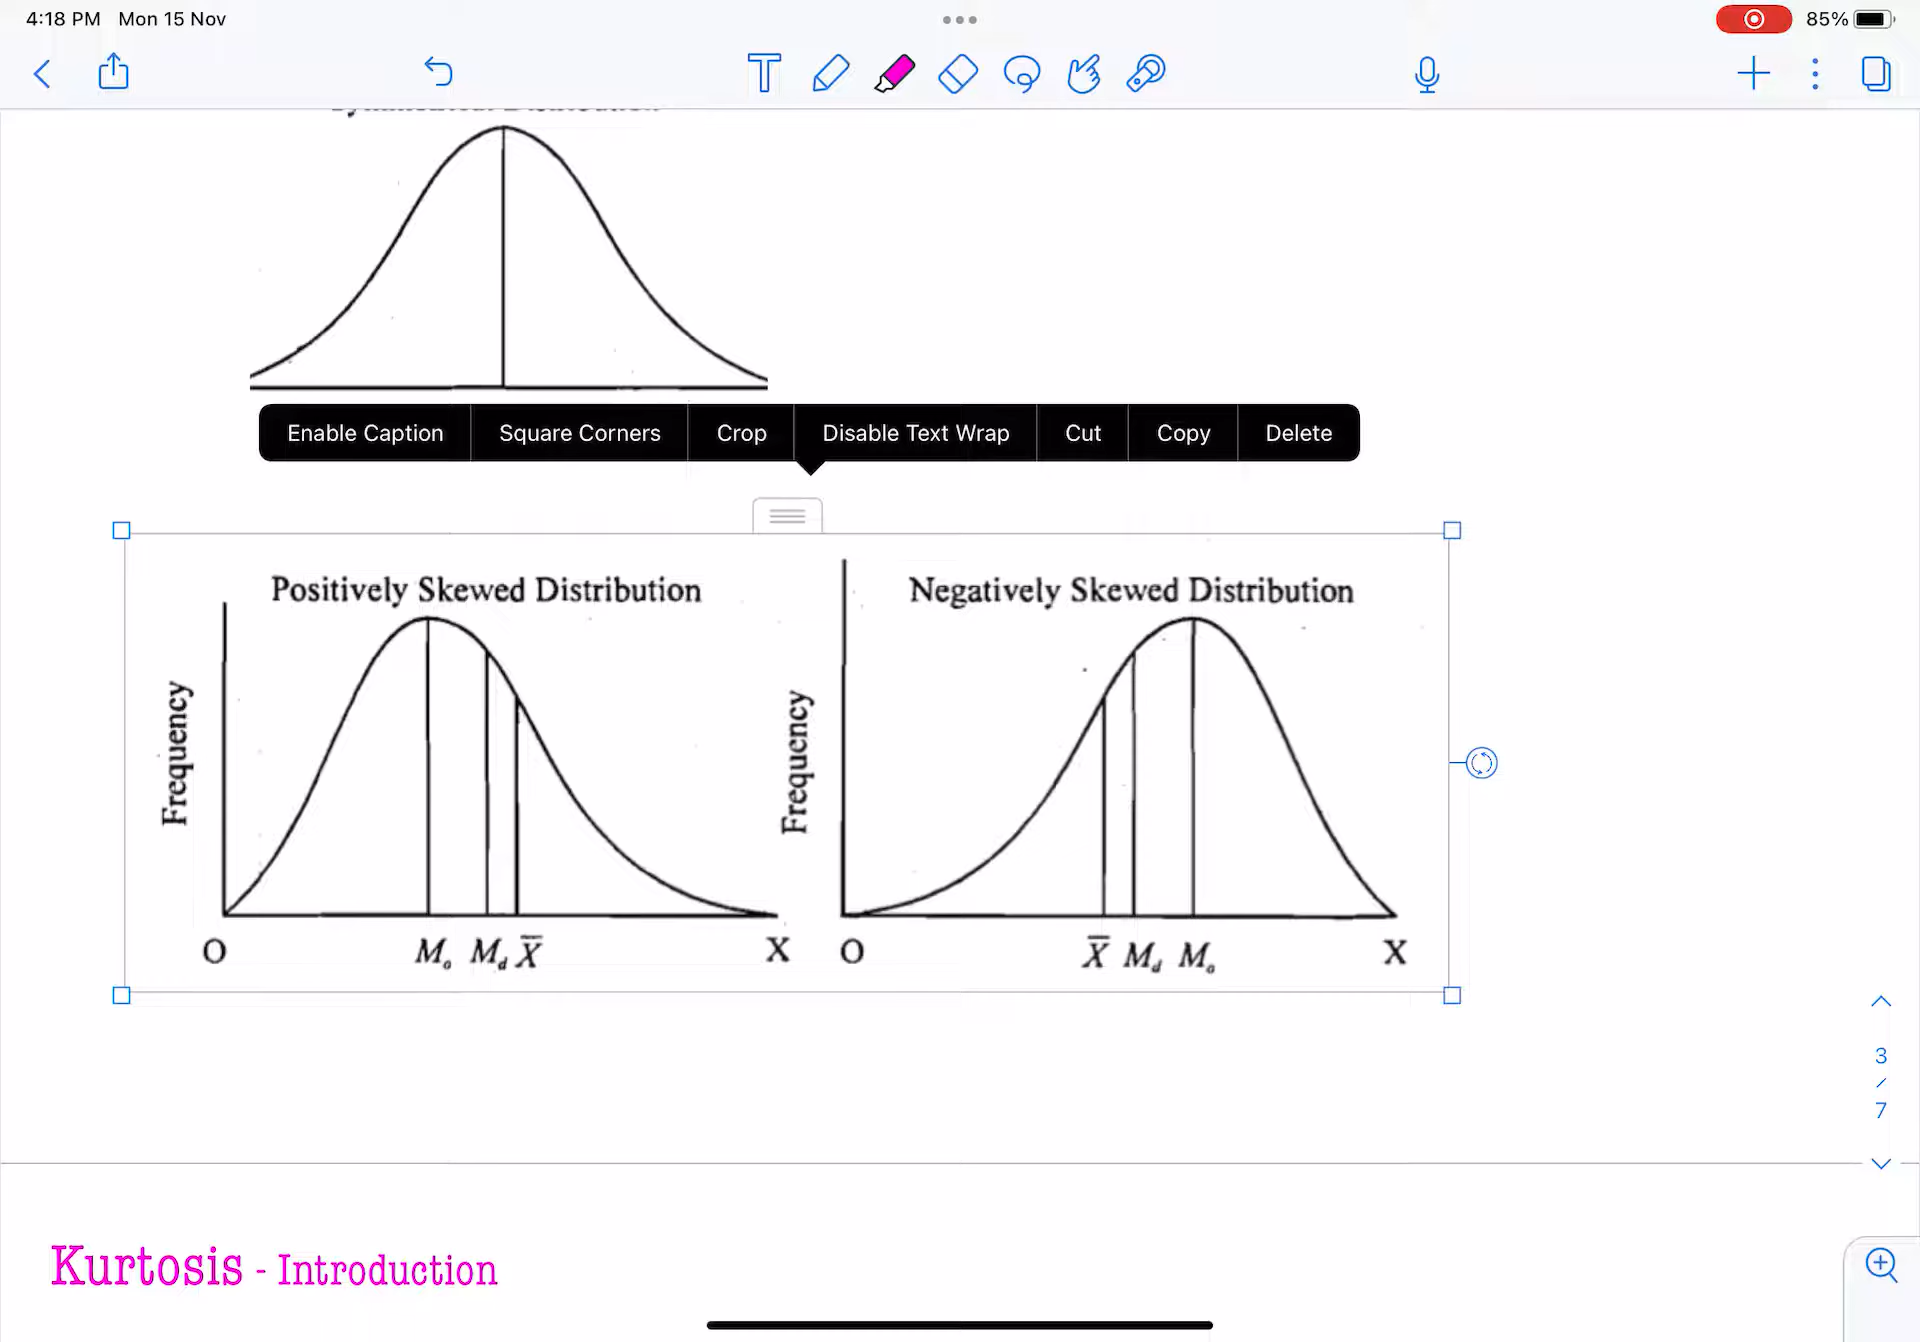 4:18 PM Mon 15 Nov
85%
Enable Caption Square Corners Crop Disable Text Wrap Cut Copy Delete
Positively Skewed Distribution
Negatively Skewed Distribution
Frequency
Frequency
O Mo Md X̅ X
O X̅ Md Mo X
3
/
7
Kurtosis - Introduction